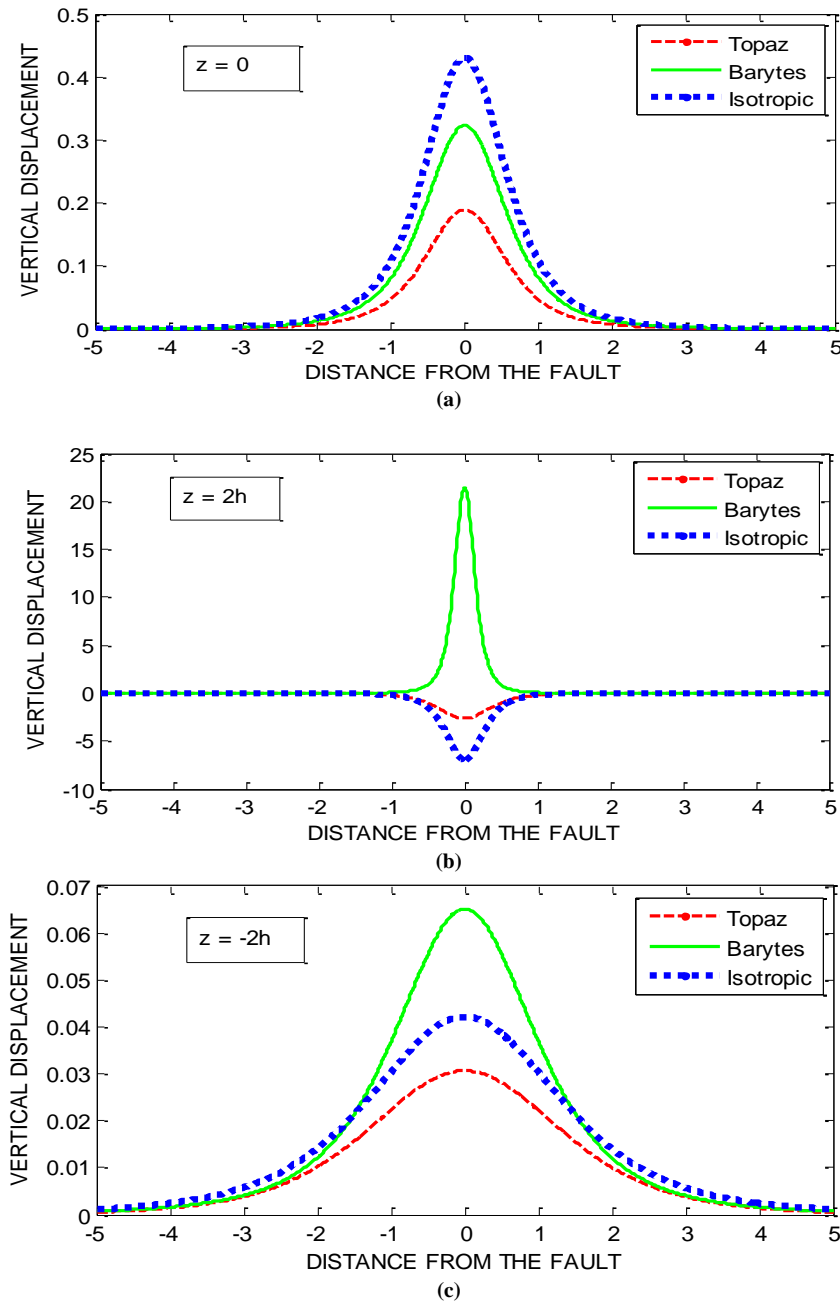 0.5
0.4
0.3
0.2
0.1
0
VERTICAL DISPLACEMENT
z = 0
Topaz
Barytes
Isotropic
-5 -4 -3 -2 -1 0 1 2 3 4 5
DISTANCE FROM THE FAULT
(a)
25
20
15
10
5
0
-5
-10
VERTICAL DISPLACEMENT
z = 2h
Topaz
Barytes
Isotropic
-5 -4 -3 -2 -1 0 1 2 3 4 5
DISTANCE FROM THE FAULT
(b)
0.07
0.06
0.05
0.04
0.03
0.02
0.01
0
VERTICAL DISPLACEMENT
z = -2h
Topaz
Barytes
Isotropic
-5 -4 -3 -2 -1 0 1 2 3 4 5
DISTANCE FROM THE FAULT
(c)